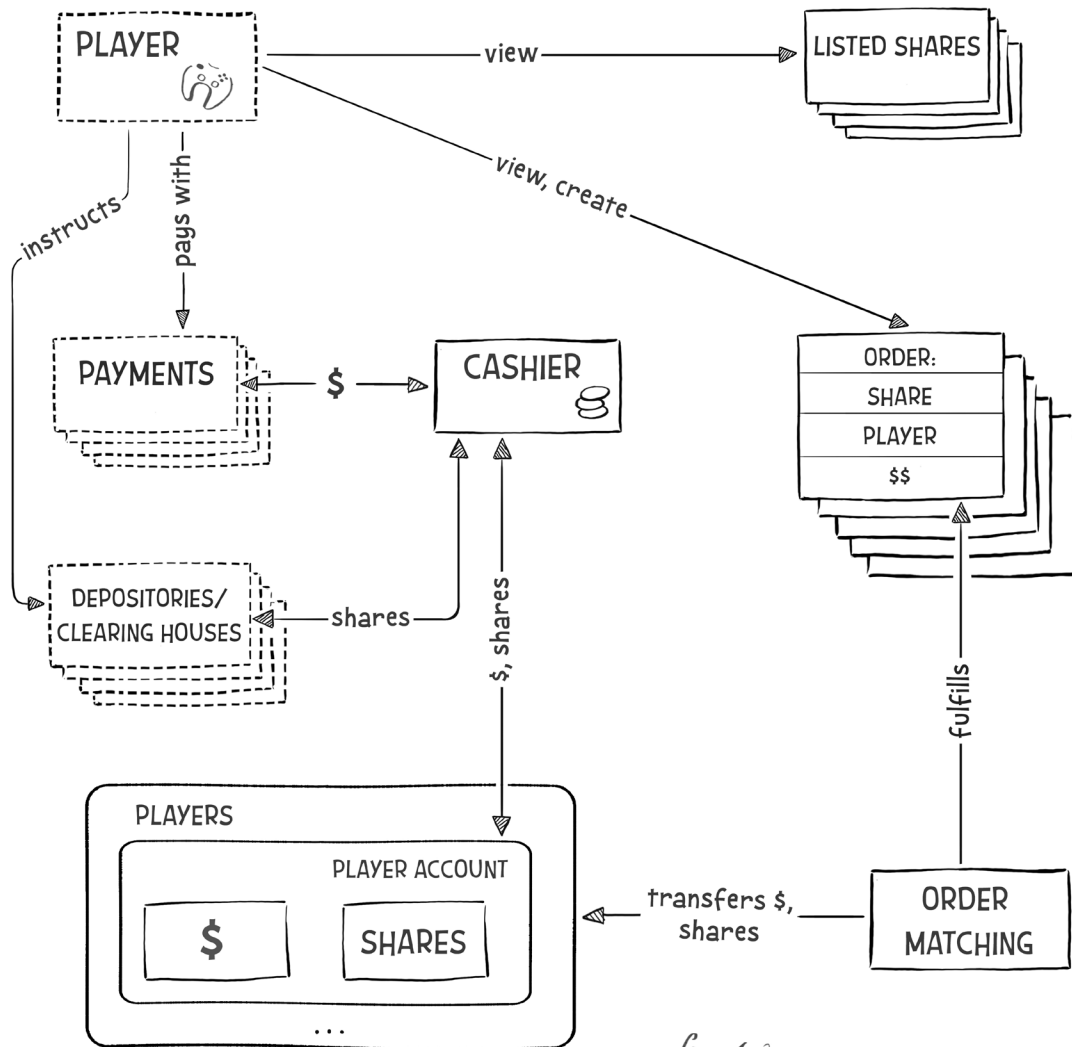 PLAYER
view
LISTED SHARES
view, create
instructs
pays with
PAYMENTS
$
CASHIER
ORDER:
SHARE
PLAYER
$$
DEPOSITORIES/
CLEARING HOUSES
shares
$, shares
fulfills
PLAYERS
PLAYER ACCOUNT
$
SHARES
...
transfers $,
shares
ORDER
MATCHING